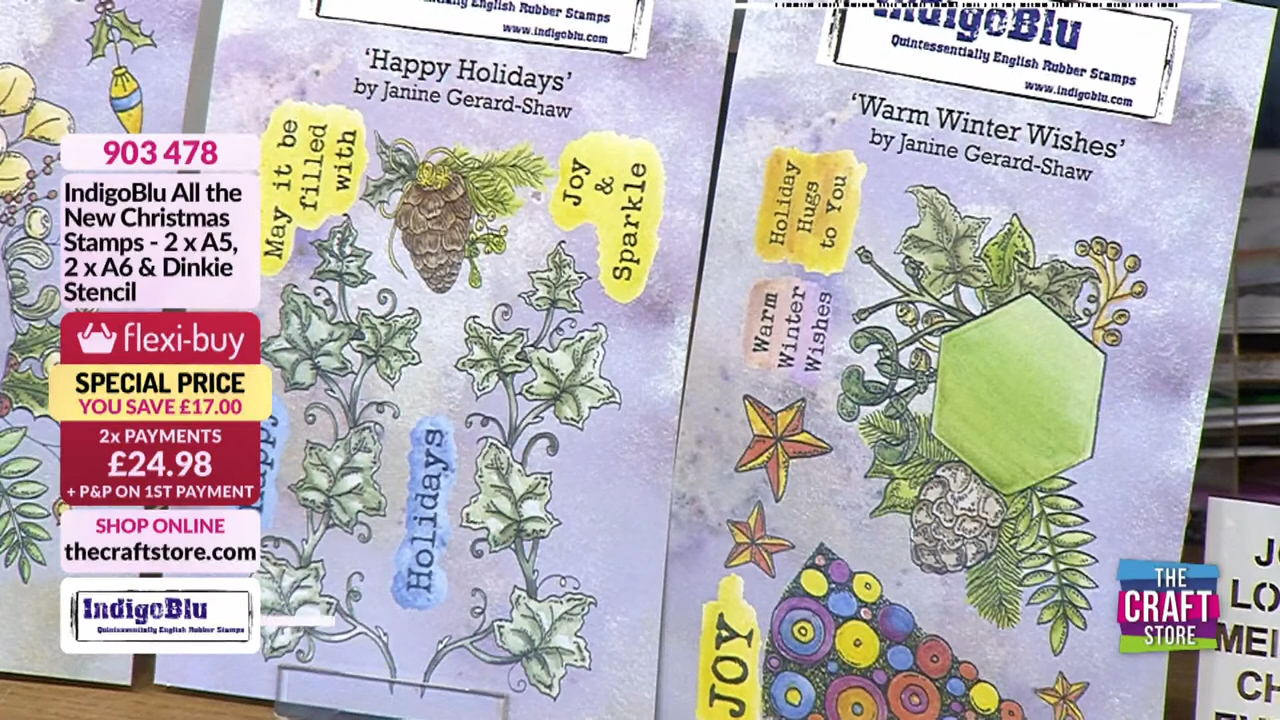 Quintessentially English Rubber Stamps
www.indigoblu.com
'Happy Holidays'
by Janine Gerard-Shaw
May it be
filled
with
Joy
&
Sparkle
Holidays
IndigoBlu
Quintessentially English Rubber Stamps
www.indigoblu.com
'Warm Winter Wishes'
by Janine Gerard-Shaw
Holiday
Hugs
to You
Warm
Winter
Wishes
JOY
903 478
IndigoBlu All the
New Christmas
Stamps - 2 x A5,
2 x A6 & Dinkie
Stencil
flexi-buy
SPECIAL PRICE
YOU SAVE £17.00
2x PAYMENTS
£24.98
+ P&P ON 1ST PAYMENT
SHOP ONLINE
thecraftstore.com
IndigoBlu
Quintessentially English Rubber Stamps
THE
CRAFT
STORE